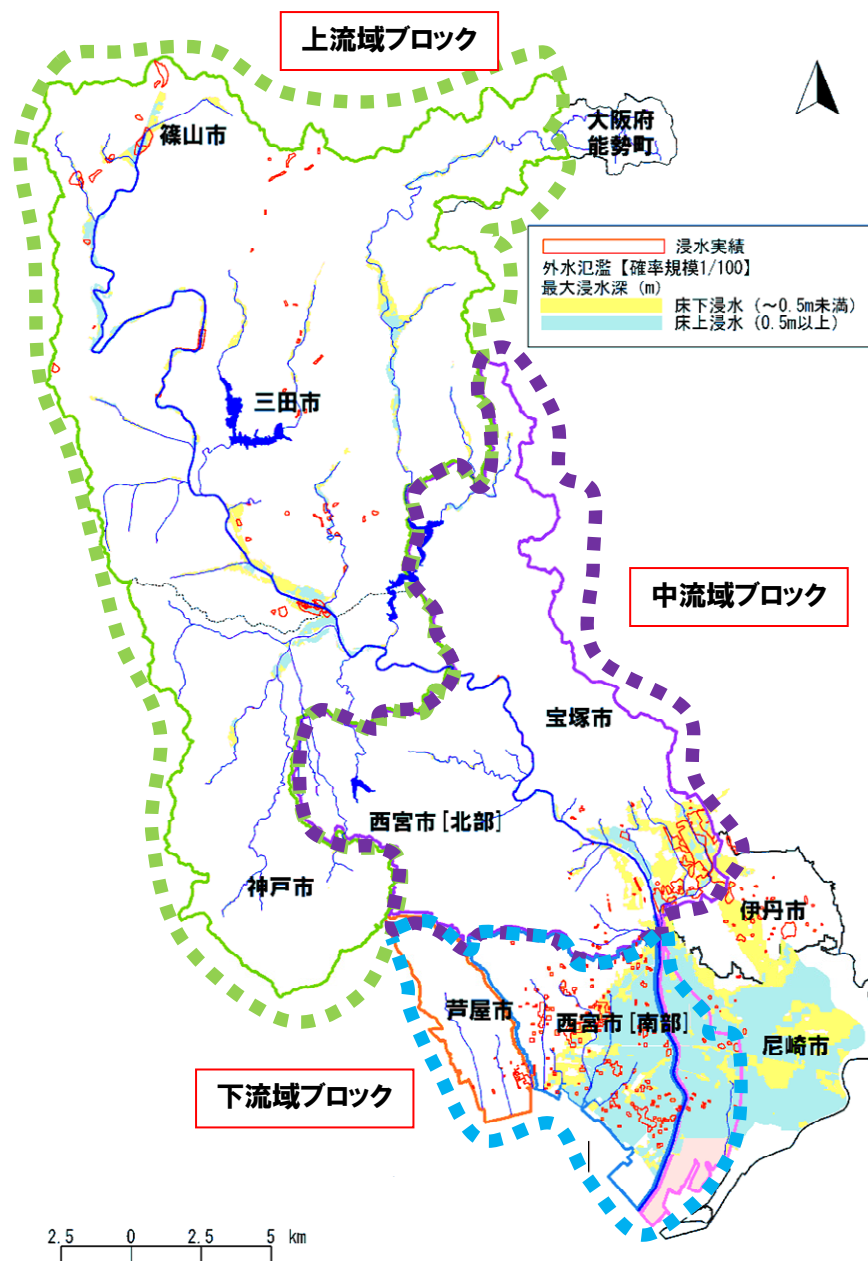 上流域ブロック
篠山市
大阪府
能勢町
浸水実績
外水氾濫【確率規模1/100】
最大浸水深（m）
床下浸水（～0.5m未満）
床上浸水（0.5m以上）
三田市
中流域ブロック
宝塚市
西宮市[北部]
神戸市
伊丹市
芦屋市
西宮市[南部]
尼崎市
下流域ブロック
2.5 0 2.5 5 km